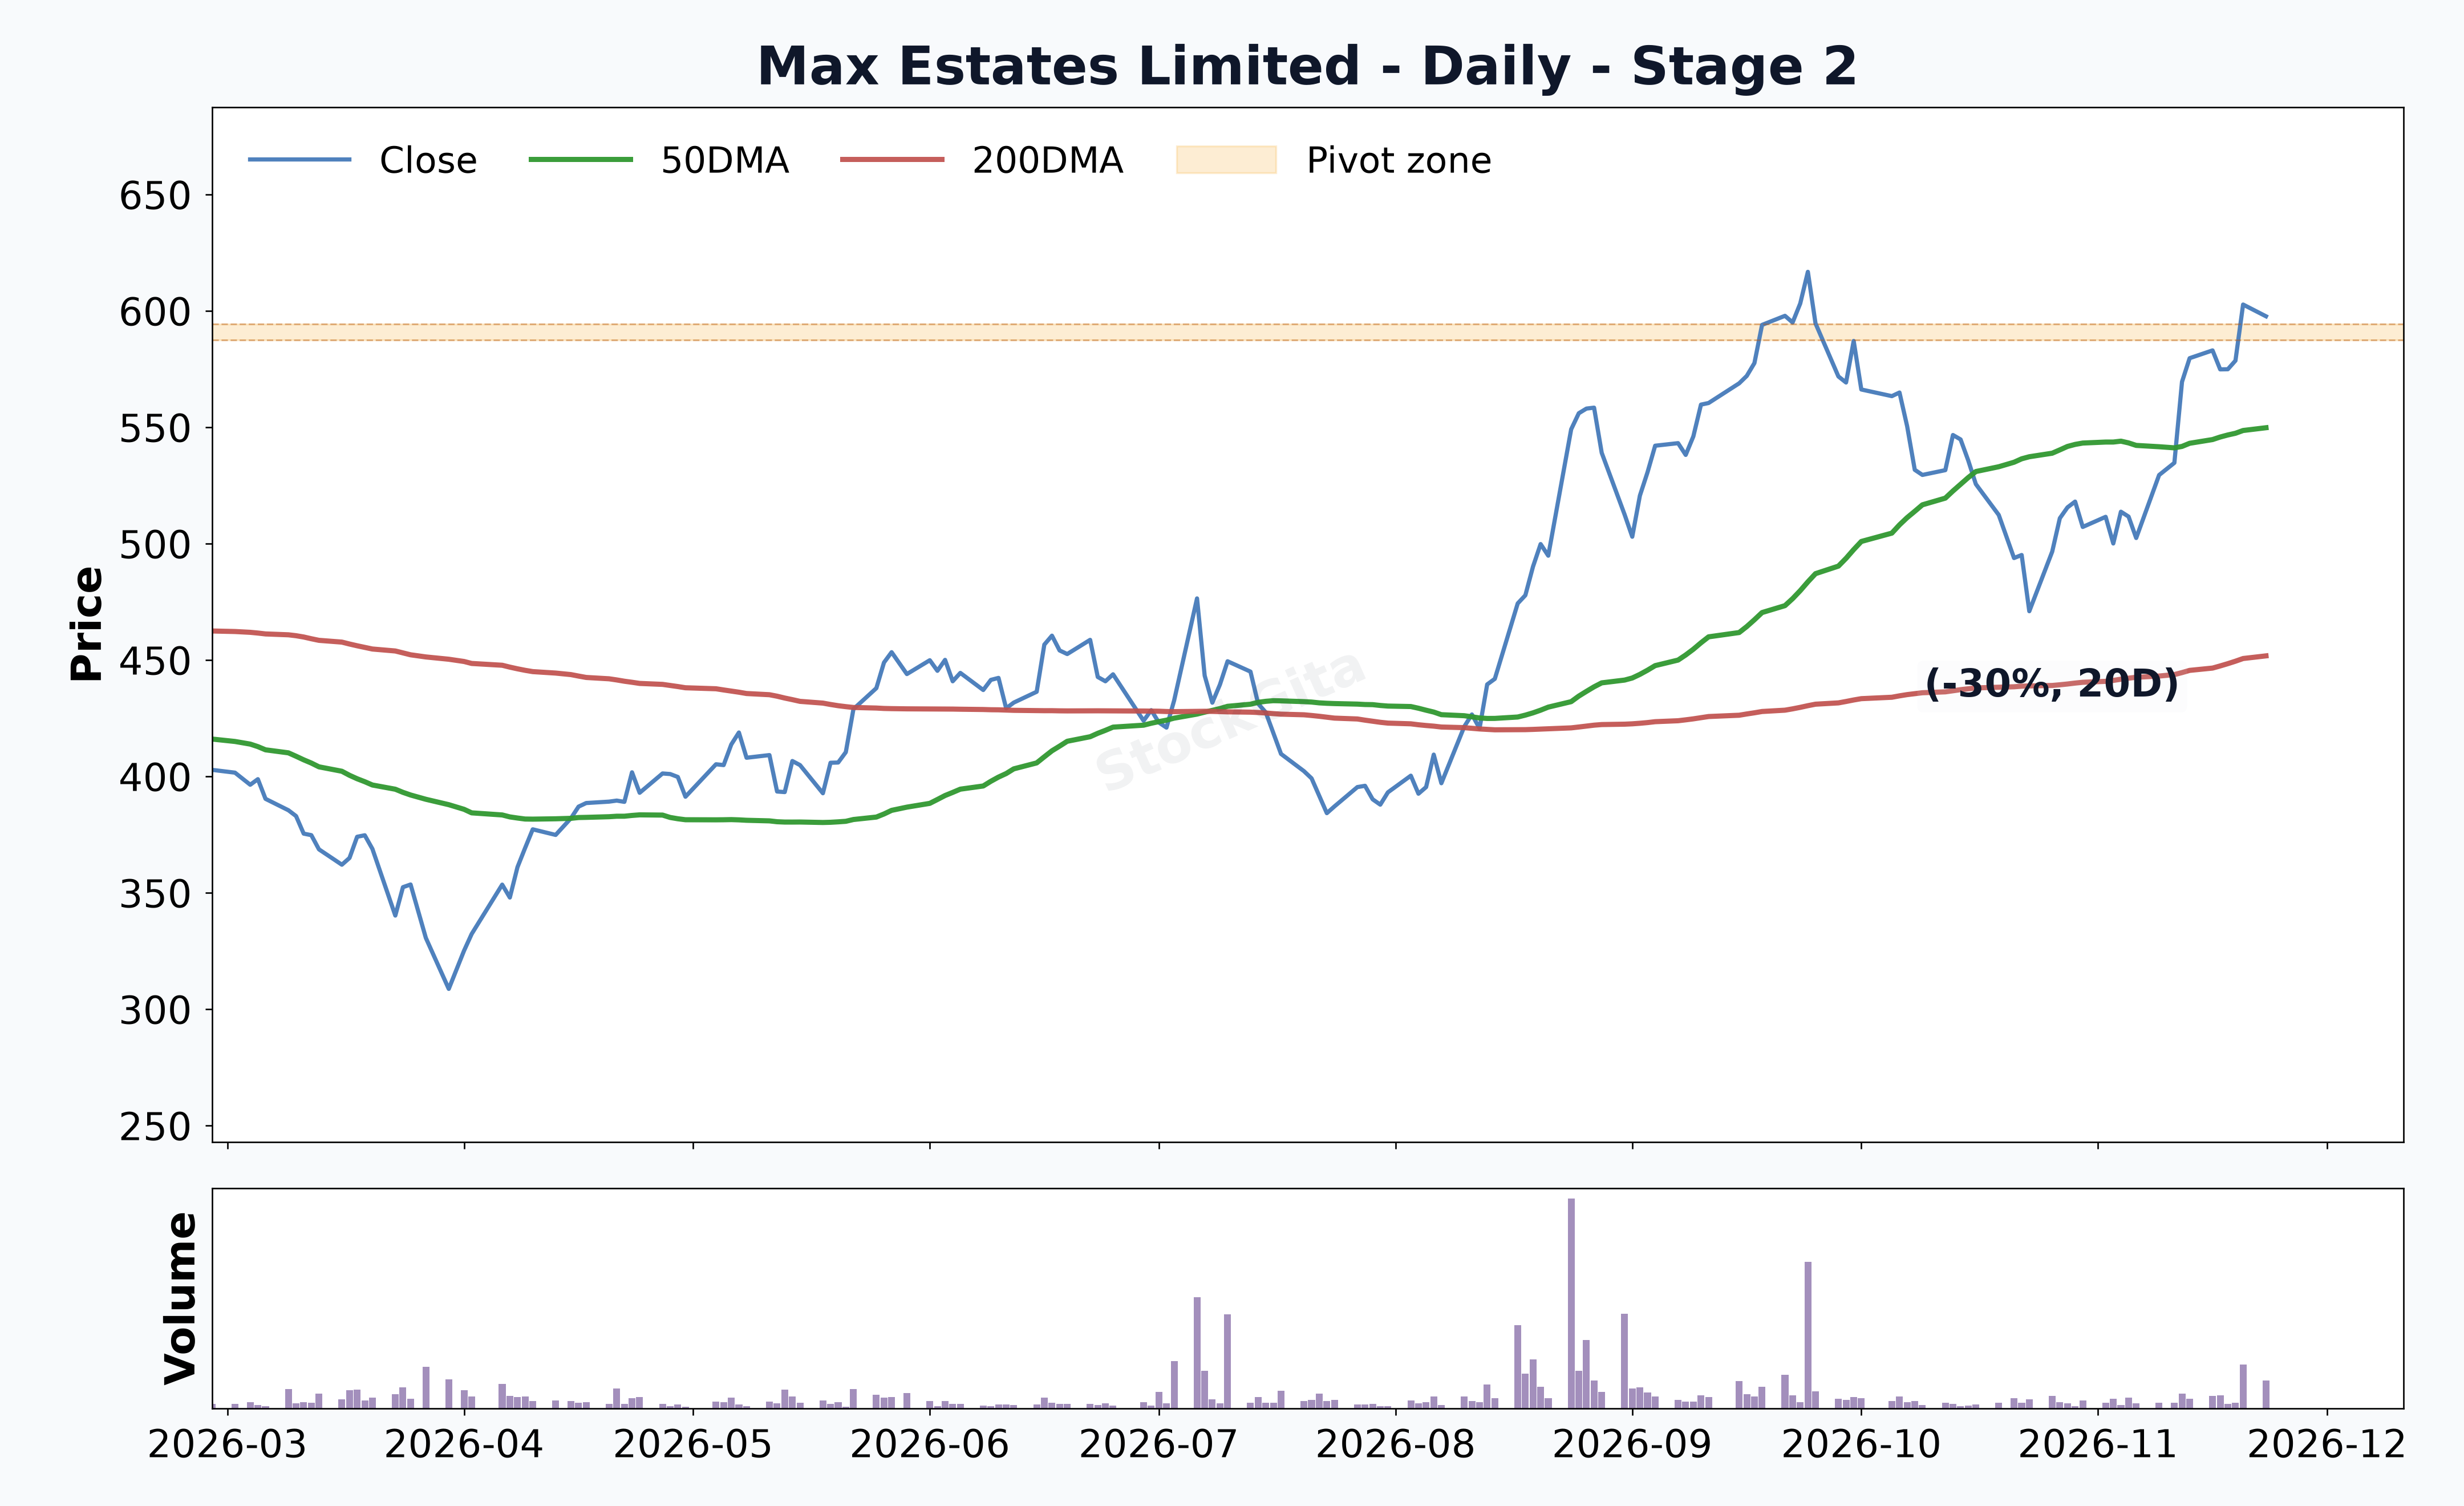 Max Estates Limited - Daily - Stage 2
Close 50DMA 200DMA Pivot zone
650
600
550
500
450
400
350
300
250
Price
(-30%, 20D)
StockGita
Volume
2026-03 2026-04 2026-05 2026-06 2026-07 2026-08 2026-09 2026-10 2026-11 2026-12